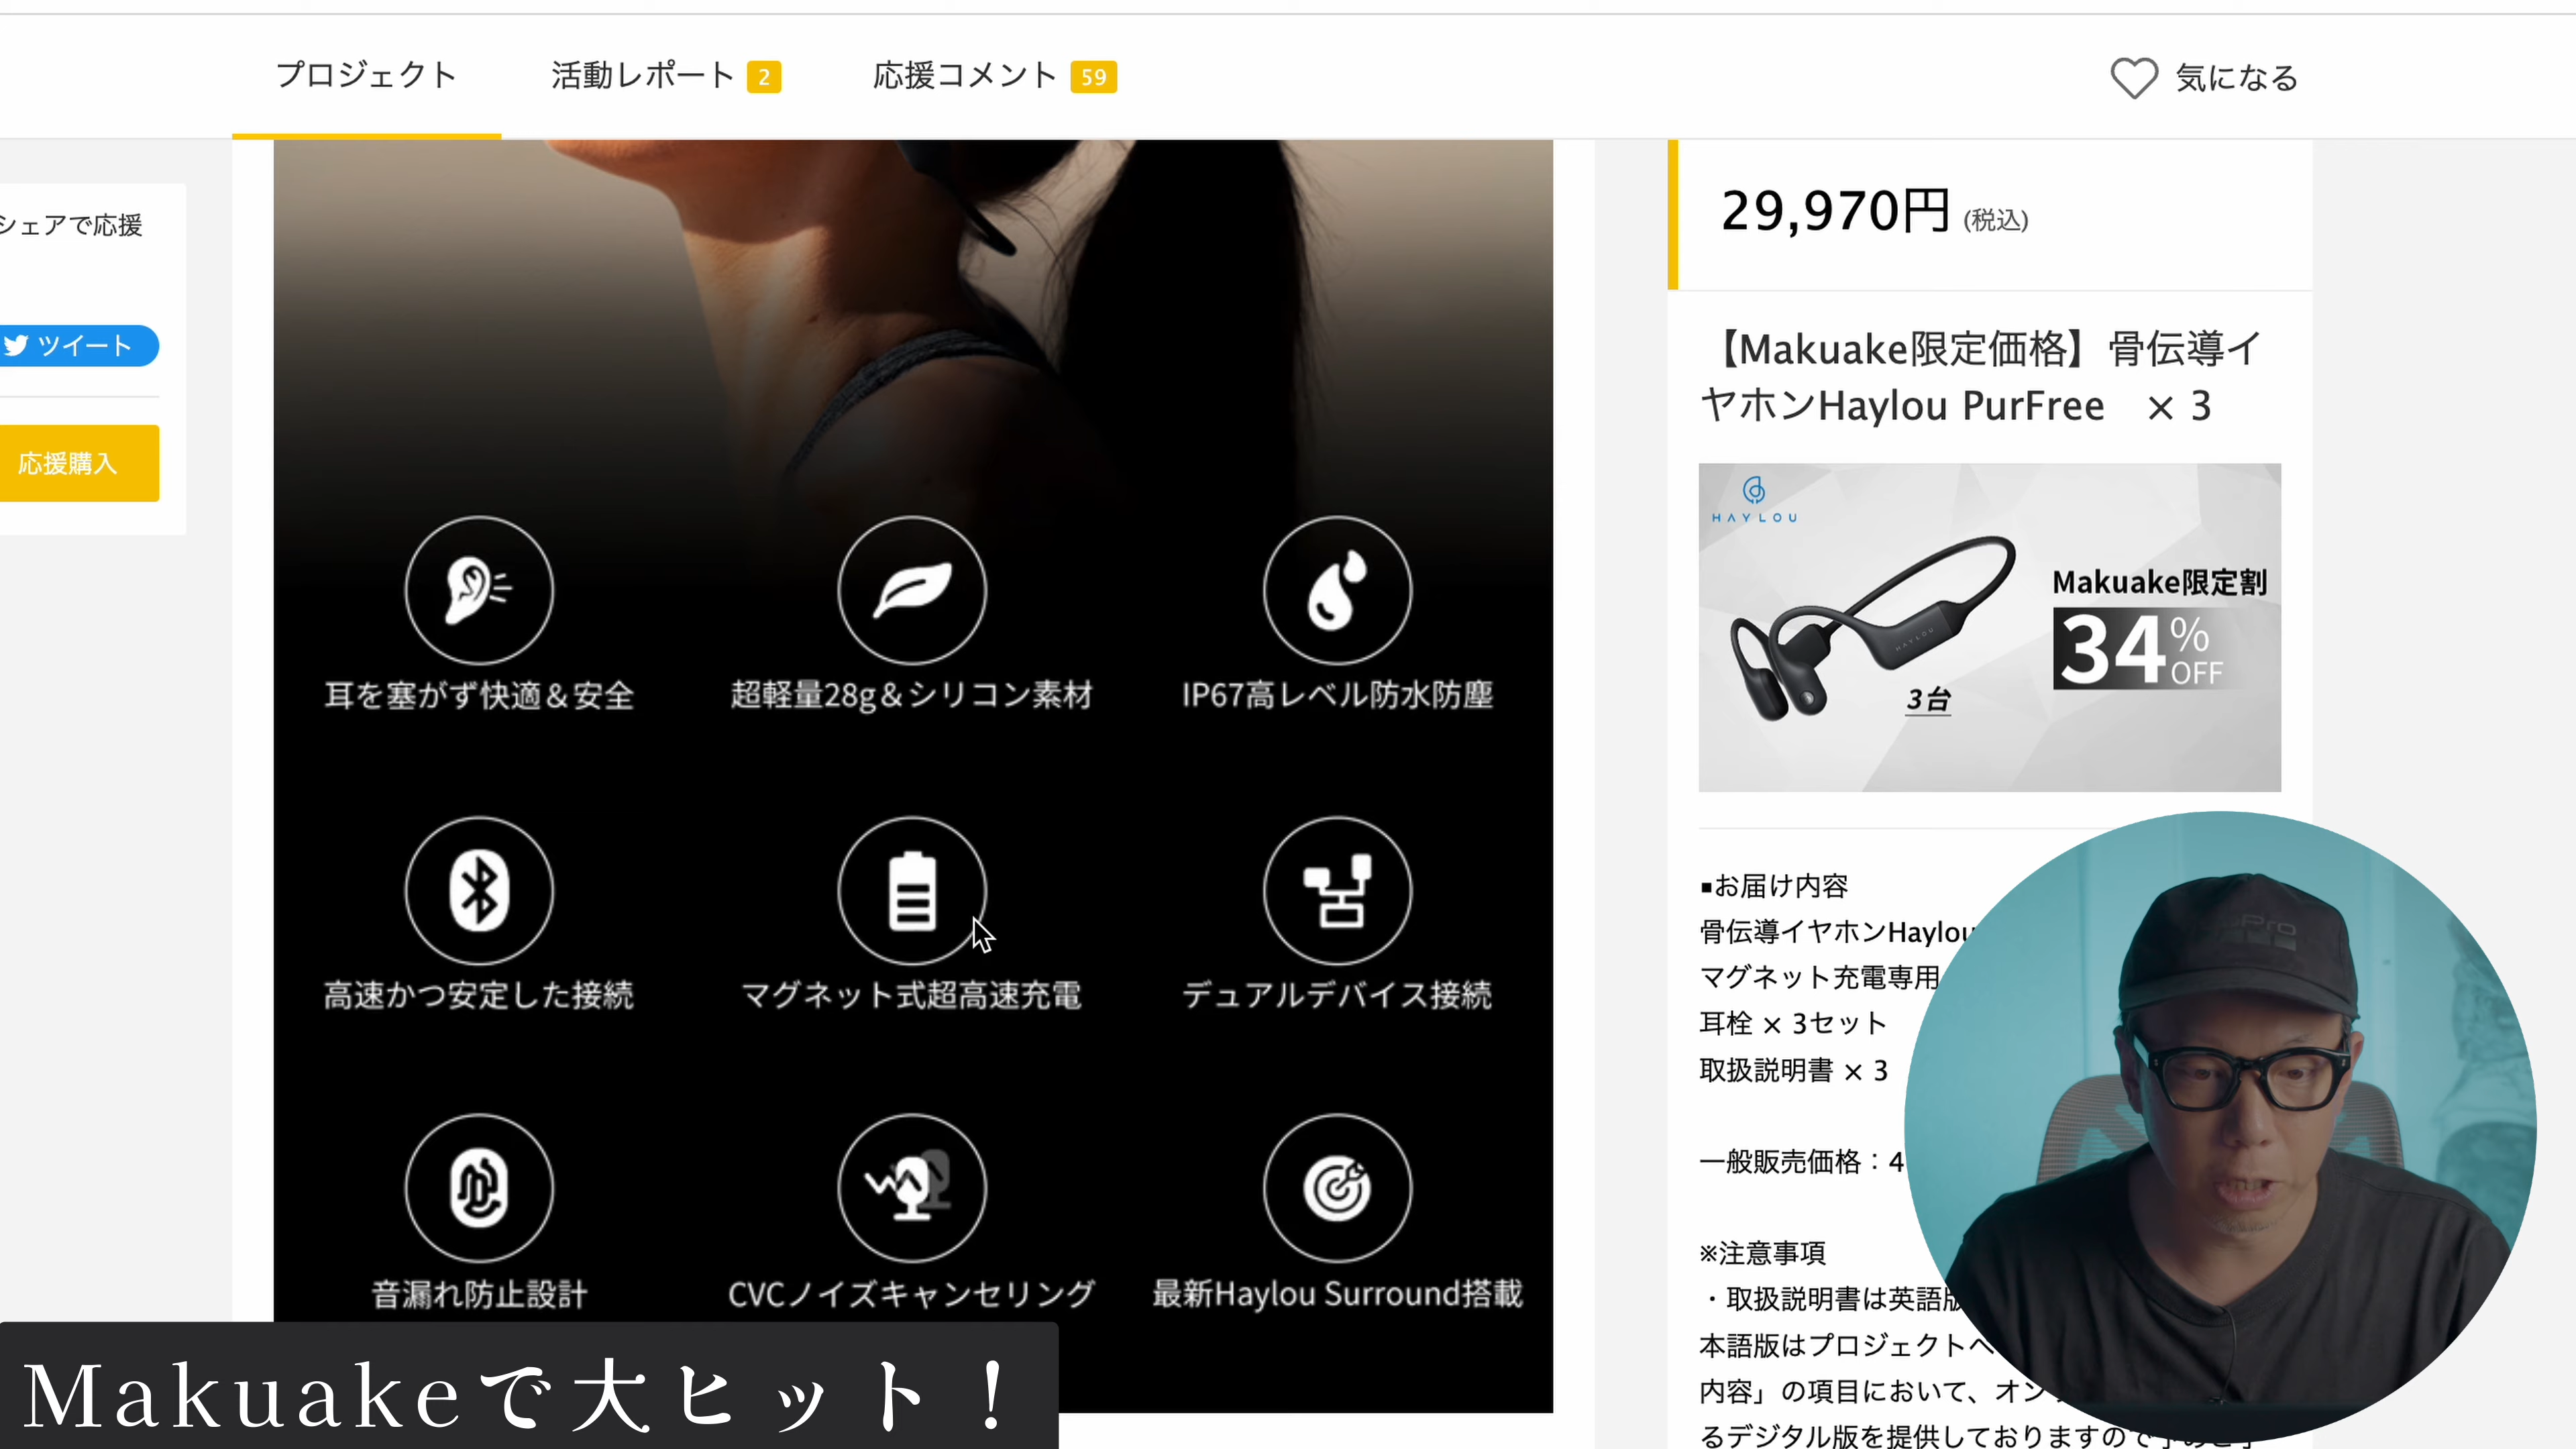 プロジェクト
活動レポート 2
応援コメント 59
気になる
シェアで応援
ツイート
応援購入
耳を塞がず快適＆安全
超軽量28g＆シリコン素材
IP67高レベル防水防塵
高速かつ安定した接続
マグネット式超高速充電
デュアルデバイス接続
音漏れ防止設計
CVCノイズキャンセリング
最新Haylou Surround搭載
29,970円 (税込)
【Makuake限定価格】骨伝導イ
ヤホンHaylou PurFree × 3
HAYLOU
Makuake限定割
34% OFF
3台
▪お届け内容
骨伝導イヤホンHaylou
マグネット充電専用
耳栓 × 3セット
取扱説明書 × 3
一般販売価格：4
※注意事項
・取扱説明書は英語版
本語版はプロジェクトペ
内容」の項目において、オン
るデジタル版を提供しておりますので
Makuakeで大ヒット！